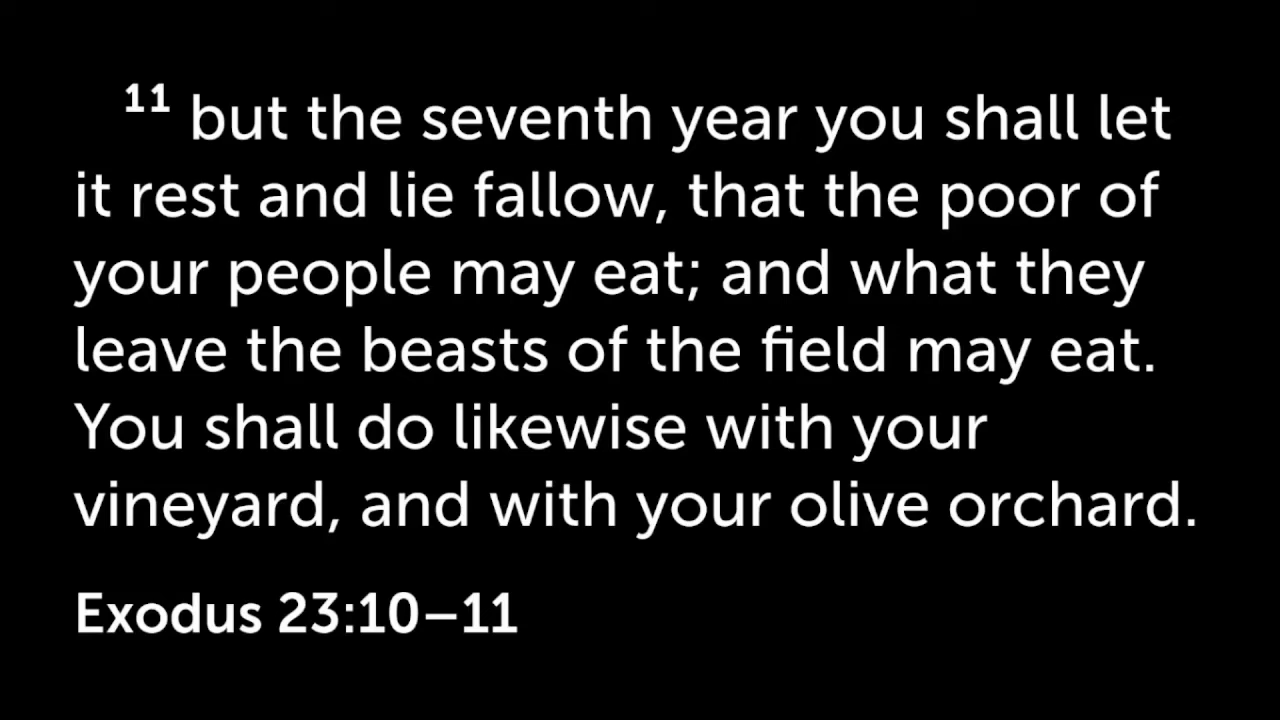 11 but the seventh year you shall let
it rest and lie fallow, that the poor of
your people may eat; and what they
leave the beasts of the field may eat.
You shall do likewise with your
vineyard, and with your olive orchard.
Exodus 23:10–11